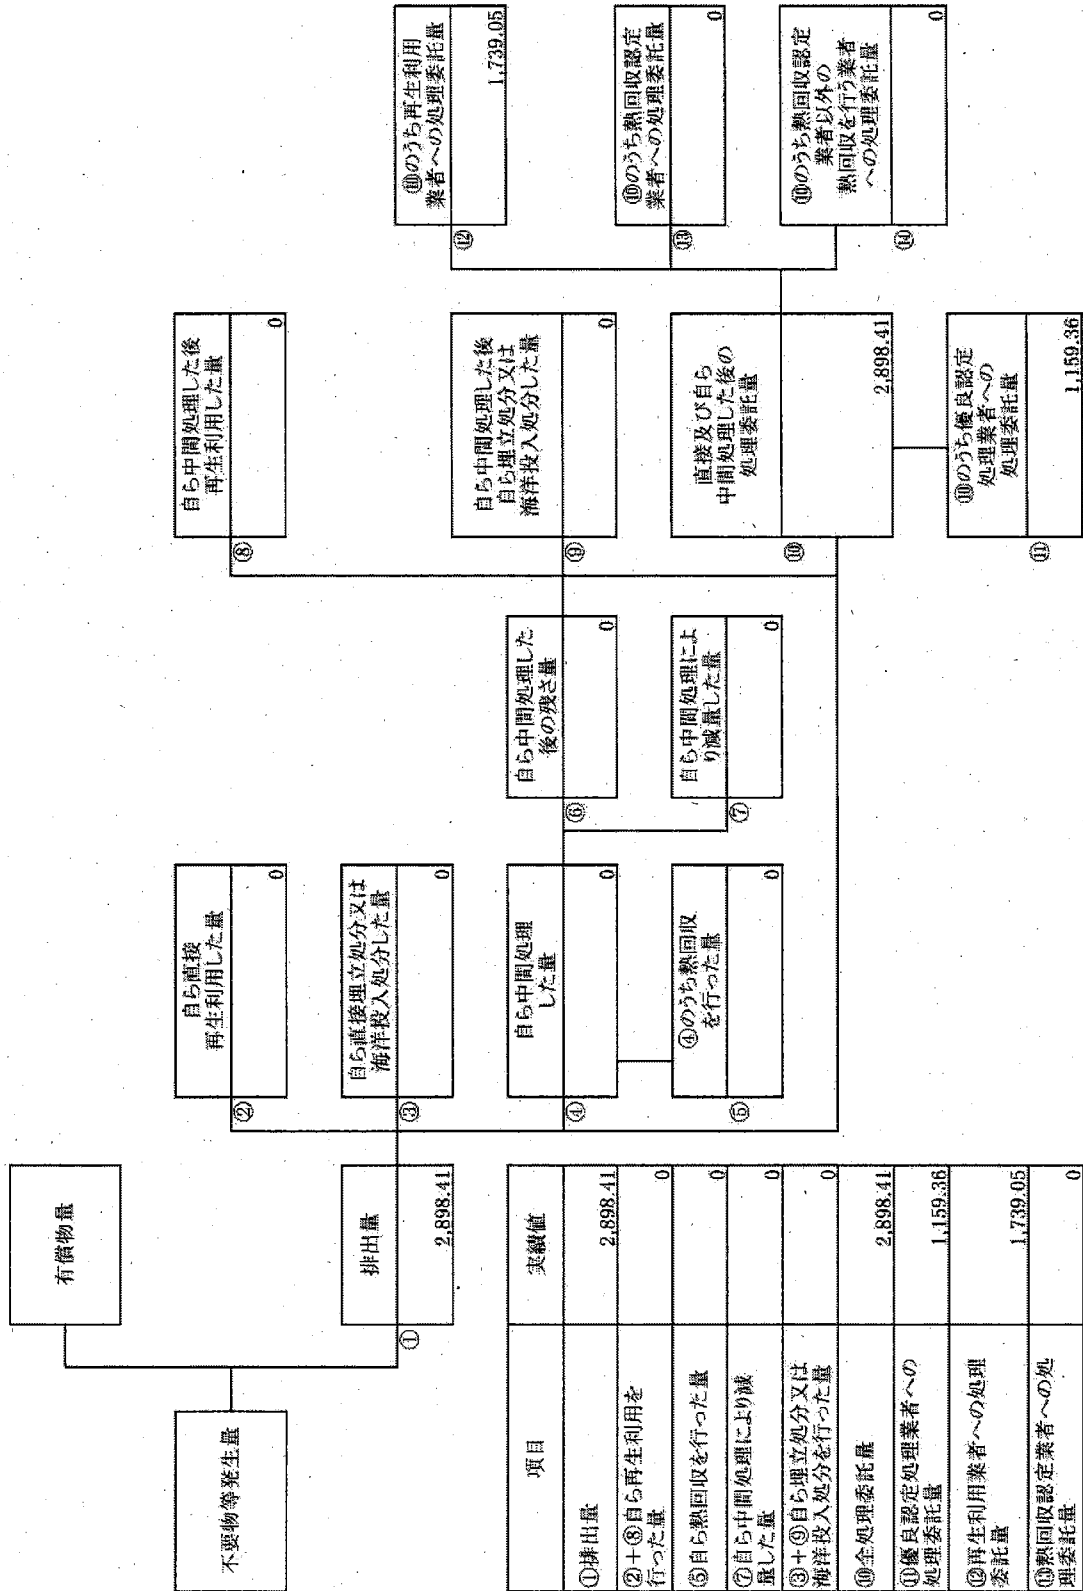 不要物等発生量
有償物量
①
排出量
2,898.41
②
自ら直接
再生利用した量
0
③
自ら直接埋立処分又は
海洋投入処分した量
0
④
自ら中間処理
した量
0
⑤
④のうち熱回収
を行った量
0
⑥
自ら中間処理した
後の残さ量
0
⑦
自ら中間処理によ
り減量した量
0
⑧
自ら中間処理した後
再生利用した量
0
⑨
自ら中間処理した後
自ら埋立処分又は
海洋投入処分した量
0
⑩
直接及び自ら
中間処理した後の
処理委託量
2,898.41
⑪
⑩のうち優良認定
処理業者への
処理委託量
1,159.36
⑫
⑩のうち再生利用
業者への処理委託量
1,739.05
⑬
⑩のうち熱回収認定
業者への処理委託量
0
⑭
⑩のうち熱回収認定
業者以外の
熱回収を行う業者
への処理委託量
0
項目 実績値
①排出量 2,898.41
②+⑧自ら再生利用を
行った量 0
⑤自ら熱回収を行った量 0
⑦自ら中間処理により減
量した量 0
③+⑨自ら埋立処分又は
海洋投入処分を行った量 0
⑩全処理委託量 2,898.41
⑪優良認定処理業者への
処理委託量 1,159.36
⑫再生利用業者への処理
委託量 1,739.05
⑬熱回収認定業者への処
理委託量 0